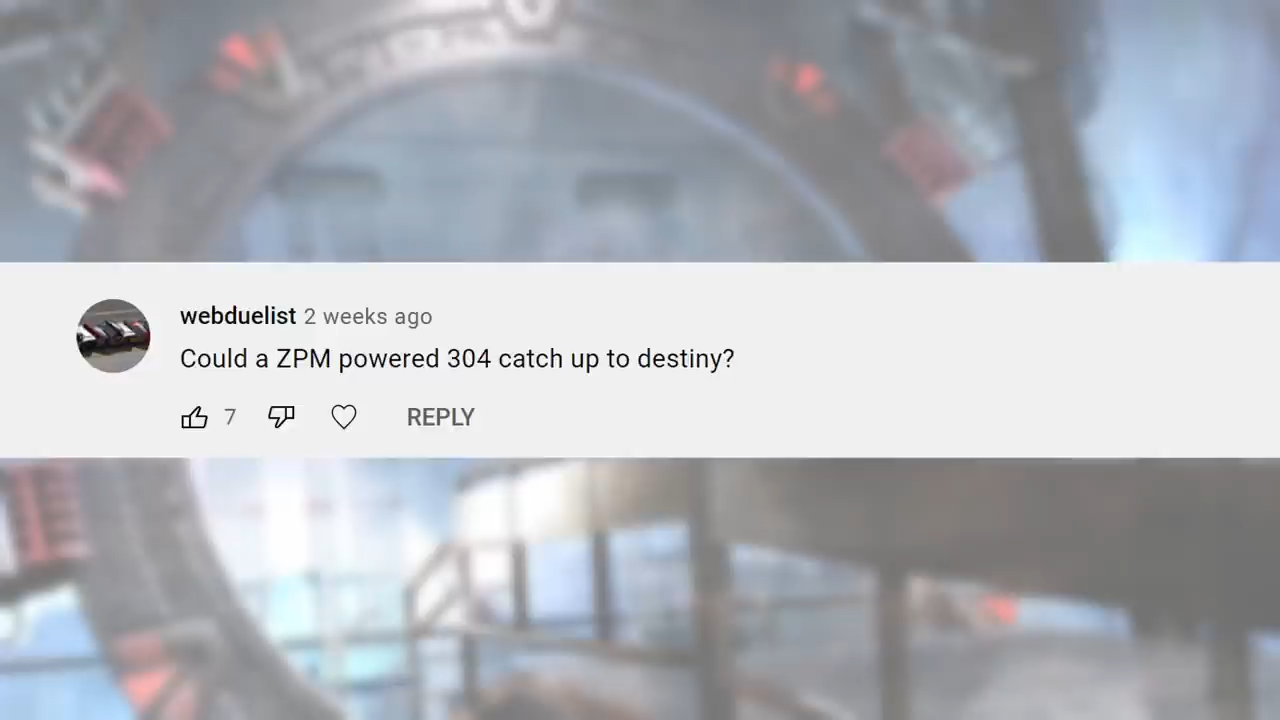 webduelist 2 weeks ago
Could a ZPM powered 304 catch up to destiny?
7 REPLY